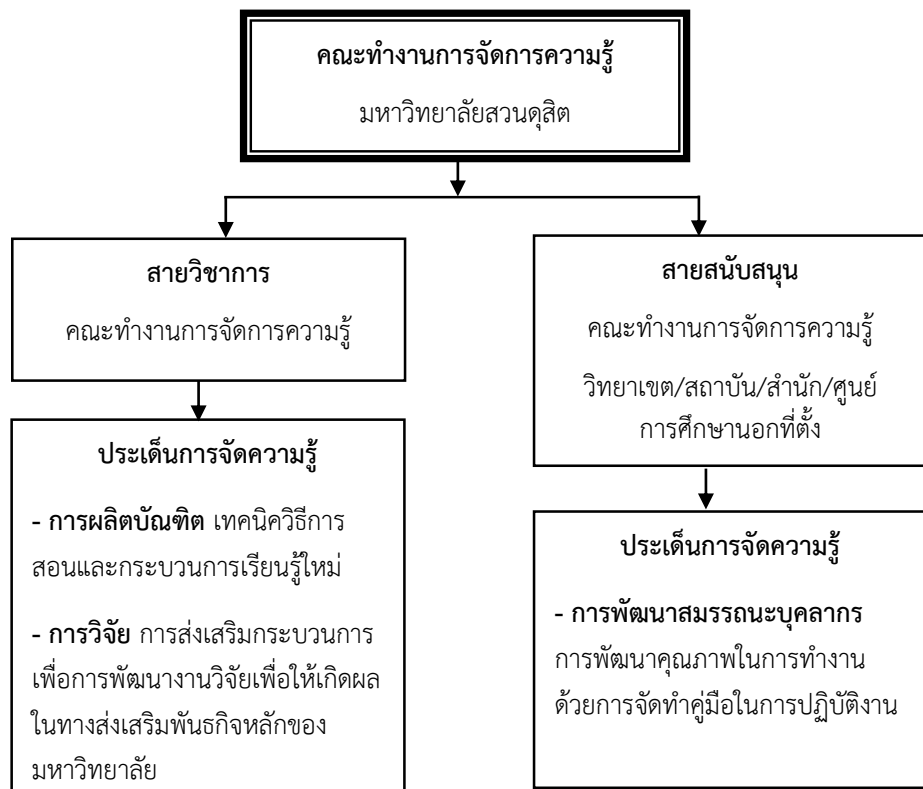 คณะทำงานการจัดการความรู้
มหาวิทยาลัยสวนดุสิต
สายวิชาการ
คณะทำงานการจัดการความรู้
สายสนับสนุน
คณะทำงานการจัดการความรู้
วิทยาเขต/สถาบัน/สำนัก/ศูนย์
การศึกษานอกที่ตั้ง
ประเด็นการจัดความรู้
- การผลิตบัณฑิต เทคนิควิธีการ
สอนและกระบวนการเรียนรู้ใหม่
- การวิจัย การส่งเสริมกระบวนการ
เพื่อการพัฒนางานวิจัยเพื่อให้เกิดผล
ในทางส่งเสริมพันธกิจหลักของ
มหาวิทยาลัย
ประเด็นการจัดความรู้
- การพัฒนาสมรรถนะบุคลากร
การพัฒนาคุณภาพในการทำงาน
ด้วยการจัดทำคู่มือในการปฏิบัติงาน